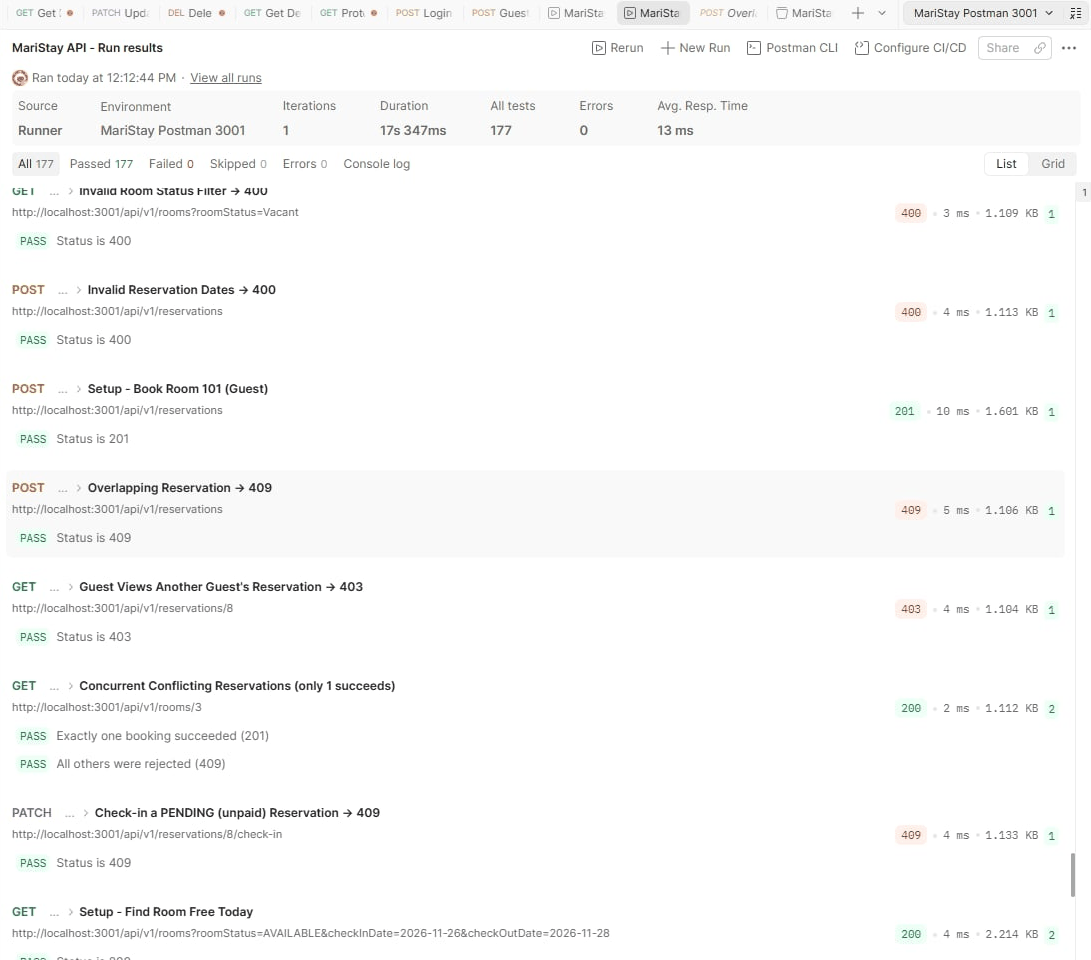 GET Get DEL Dele GET Get De GET Prot POST Login POST Gues MariSta MariSta POST Overl MariSta MariStay Postman 3001
MariStay API - Run results Rerun New Run Postman CLI Configure CI/CD Share
Ran today at 12:12:44 PM · View all runs
Source Environment Iterations Duration All tests Errors Avg. Resp. Time
Runner MariStay Postman 3001 1 17s 347ms 177 0 13 ms
All 177 Passed 177 Failed 0 Skipped 0 Errors 0 Console log List Grid
GET ... > Invalid Room Status Filter → 400 1
http://localhost:3001/api/v1/rooms?roomStatus=Vacant 400 • 3 ms • 1.109 KB 1
PASS Status is 400
POST ... > Invalid Reservation Dates → 400
http://localhost:3001/api/v1/reservations 400 • 4 ms • 1.113 KB 1
PASS Status is 400
POST ... > Setup - Book Room 101 (Guest)
http://localhost:3001/api/v1/reservations 201 • 10 ms • 1.601 KB 1
PASS Status is 201
POST ... > Overlapping Reservation → 409
http://localhost:3001/api/v1/reservations 409 • 5 ms • 1.106 KB 1
PASS Status is 409
GET ... > Guest Views Another Guest's Reservation → 403
http://localhost:3001/api/v1/reservations/8 403 • 4 ms • 1.104 KB 1
PASS Status is 403
GET ... > Concurrent Conflicting Reservations (only 1 succeeds)
http://localhost:3001/api/v1/rooms/3 200 • 2 ms • 1.112 KB 2
PASS Exactly one booking succeeded (201)
PASS All others were rejected (409)
PATCH ... > Check-in a PENDING (unpaid) Reservation → 409
http://localhost:3001/api/v1/reservations/8/check-in 409 • 4 ms • 1.133 KB 1
PASS Status is 409
GET ... > Setup - Find Room Free Today
http://localhost:3001/api/v1/rooms?roomStatus=AVAILABLE&checkInDate=2026-11-26&checkOutDate=2026-11-28 200 • 4 ms • 2.214 KB 2